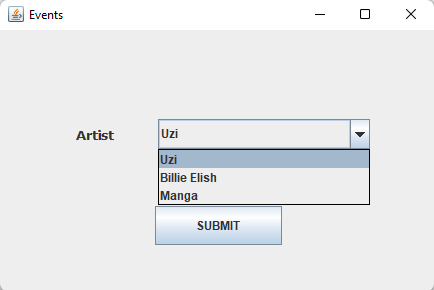 Events
Artist
Uzi
Uzi
Billie Elish
Manga
SUBMIT